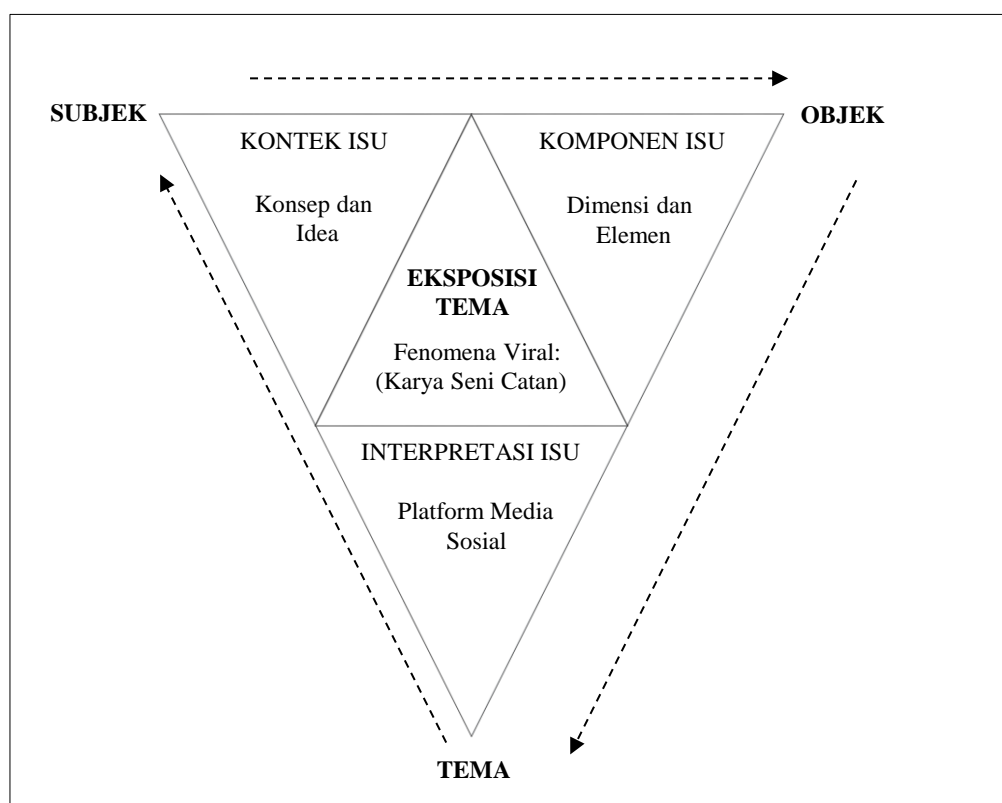 SUBJEK
OBJEK
KONTEK ISU
KOMPONEN ISU
Konsep dan
Idea
Dimensi dan
Elemen
EKSPOSISI
TEMA
Fenomena Viral:
(Karya Seni Catan)
INTERPRETASI ISU
Platform Media
Sosial
TEMA